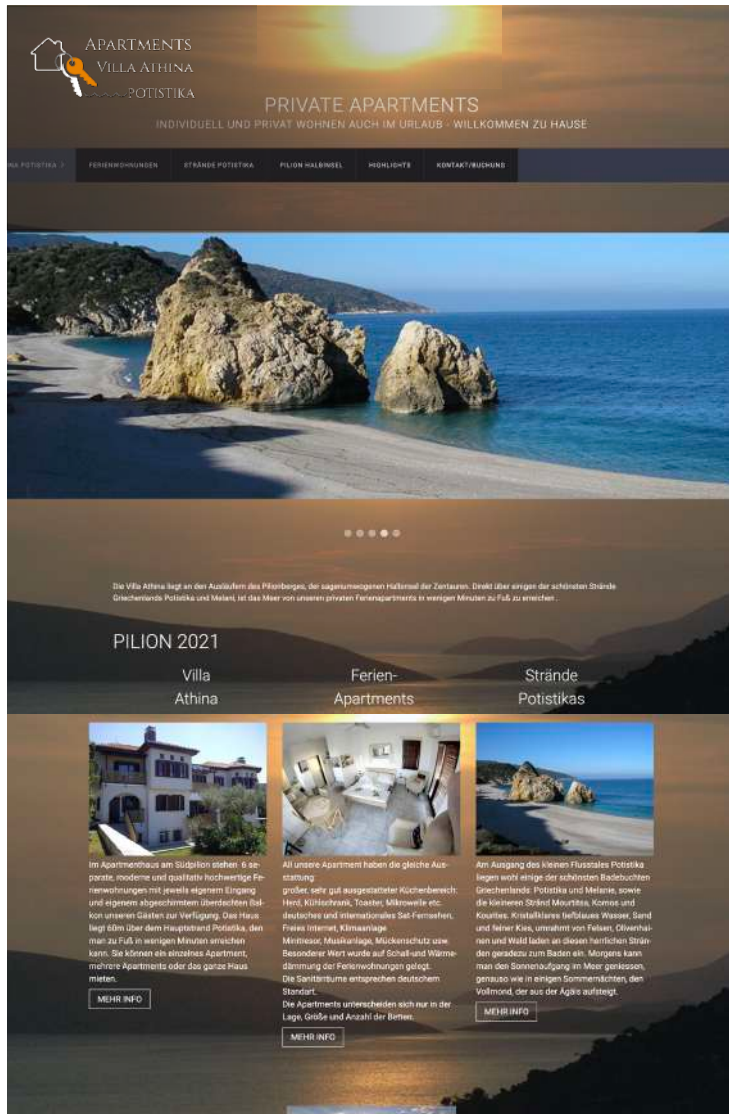 APARTMENTS
VILLA ATHINA
POTISTIKA
PRIVATE APARTMENTS
INDIVIDUELL UND PRIVAT WOHNEN AUCH IM URLAUB - WILLKOMMEN ZU HAUSE
POTISTIKA
FERIENWOHNUNGEN
STRÄNDE POTISTIKA
PILION HALBINSEL
HIGHLIGHTS
KONTAKT/BUCHUNG
Die Villa Athina liegt an den Ausläufern des Pilionberges, der sagenumwogenen Halbinsel der Zentauren. Direkt über einigen der schönsten Strände
Griechenlands Potistika und Melani, ist das Meer von unseren privaten Ferienapartments in wenigen Minuten zu Fuß zu erreichen .
PILION 2021
Villa
Athina
Ferien-
Apartments
Strände
Potistikas
Im Apartmenthaus am Südpilion stehen 6 se-
parate, moderne und qualitativ hochwertige Fe-
rienwohnungen mit jeweils eigenem Eingang
und eigenem abgeschirmtem überdachten Bal-
kon unseren Gästen zur Verfügung. Das Haus
liegt 60m über dem Hauptstrand Potistika, den
man zu Fuß in wenigen Minuten erreichen
kann. Sie können ein einzelnes Apartment,
mehrere Apartments oder das ganze Haus
mieten.
MEHR INFO
All unsere Apartment haben die gleiche Aus-
stattung:
großer, sehr gut ausgestatteter Küchenbereich:
Herd, Kühlschrank, Toaster, Mikrowelle etc.
deutsches und internationales Sat-Fernsehen,
Freies Internet, Klimaanlage
Minitresor, Musikanlage, Mückenschutz usw.
Besonderer Wert wurde auf Schall-und Wärme-
dämmung der Ferienwohnungen gelegt.
Die Sanitärräume entsprechen deutschem
Standart.
Die Apartments unterscheiden sich nur in der
Lage, Größe und Anzahl der Betten.
MEHR INFO
Am Ausgang des kleinen Flusstales Potistika
liegen wohl einige der schönsten Badebuchten
Griechenlands: Potistika und Melanie, sowie
die kleineren Stränd Mourtitsa, Komos und
Kourites. Kristallklares tiefblaues Wasser, Sand
und feiner Kies, umrahmt von Felsen, Olivenhai-
nen und Wald laden an diesen herrlichen Strän-
den geradezu zum Baden ein. Morgens kann
man den Sonnenaufgang im Meer geniessen,
genauso wie in einigen Sommernächten, den
Vollmond, der aus der Ägäis aufsteigt.
MEHR INFO